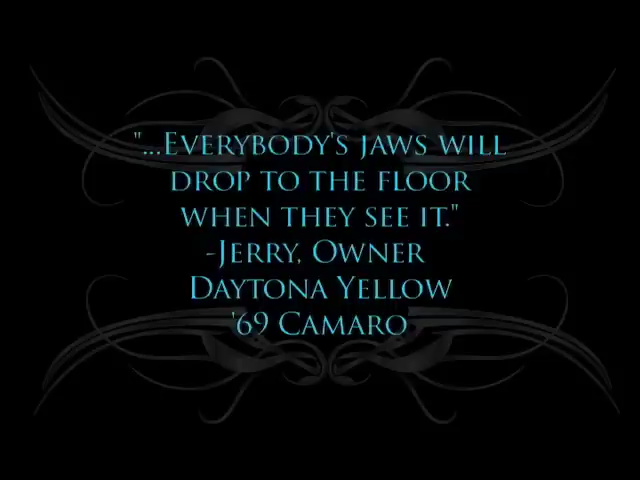 "...Everybody's jaws will
drop to the floor
when they see it."
-Jerry, Owner
Daytona Yellow
'69 Camaro